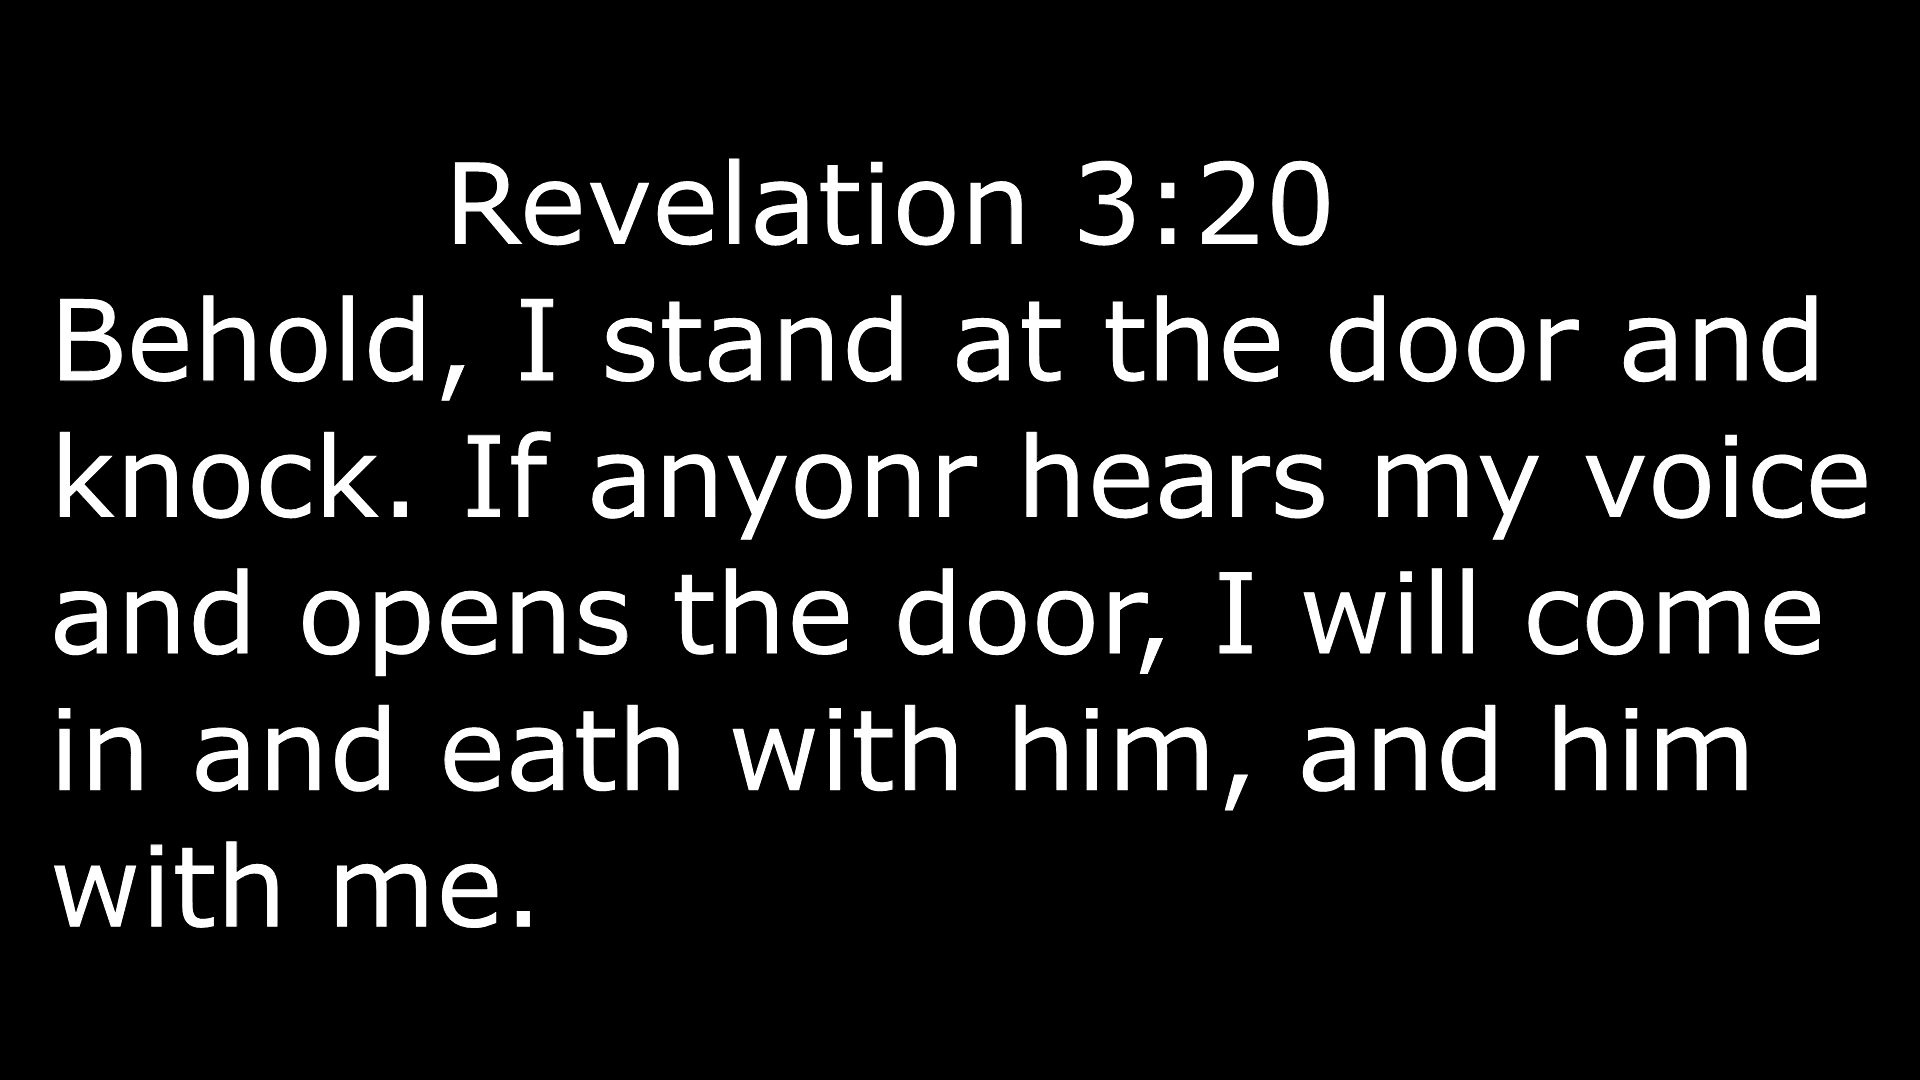 Revelation 3:20
Behold, I stand at the door and
knock. If anyonr hears my voice
and opens the door, I will come
in and eath with him, and him
with me.